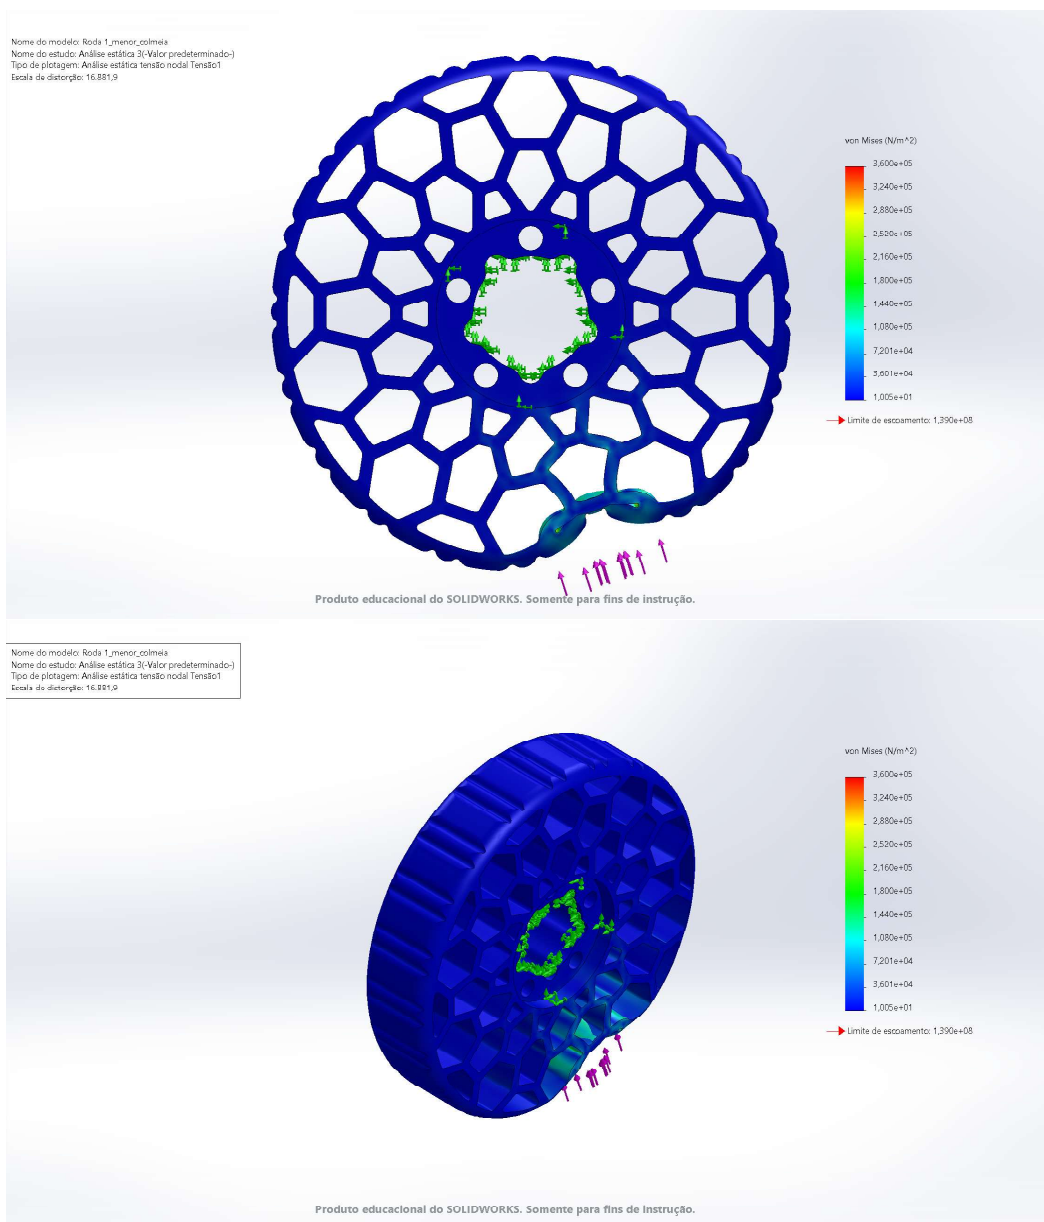 Nome do modelo: Roda 1_menor_colmeia
Nome do estudo: Análise estática 3(-Valor predeterminado-)
Tipo de plotagem: Análise estática tensão nodal Tensão1
Escala de distorção: 16.881,9
von Mises (N/m^2)
3,600e+05
3,240e+05
2,880e+05
2,520e+05
2,160e+05
1,800e+05
1,440e+05
1,080e+05
7,201e+04
3,601e+04
1,005e+01
Limite de escoamento: 1,390e+08
Produto educacional do SOLIDWORKS. Somente para fins de instrução.
Nome do modelo: Roda 1_menor_colmeia
Nome do estudo: Análise estática 3(-Valor predeterminado-)
Tipo de plotagem: Análise estática tensão nodal Tensão1
Escala de distorção: 16.881,9
von Mises (N/m^2)
3,600e+05
3,240e+05
2,880e+05
2,520e+05
2,160e+05
1,800e+05
1,440e+05
1,080e+05
7,201e+04
3,601e+04
1,005e+01
Limite de escoamento: 1,390e+08
Produto educacional do SOLIDWORKS. Somente para fins de instrução.